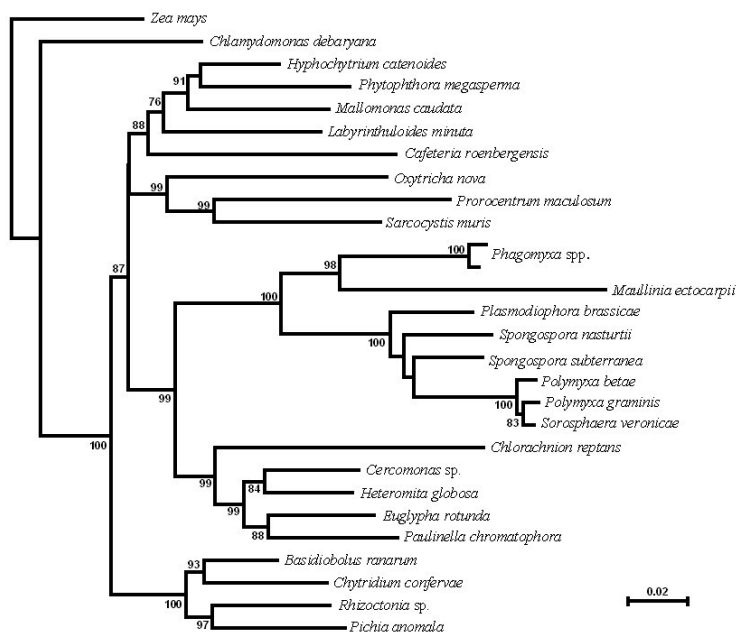 Zea mays
Chlamydomonas debaryana
Hyphochytrium catenoides
91
Phytophthora megasperma
76
Mallomonas caudata
88
Labyrinthuloides minuta
Cafeteria roenbergensis
Oxytricha nova
99
99
Prorocentrum maculosum
Sarcocystis muris
100
Phagomyxa spp.
98
87
Maullinia ectocarpii
100
Plasmodiophora brassicae
100
Spongospora nasturtii
Spongospora subterranea
Polymyxa betae
100
Polymyxa graminis
99
83
Sorosphaera veronicae
100
Chlorachnion reptans
Cercomonas sp.
99
84
Heteromita globosa
99
Euglypha rotunda
88
Paulinella chromatophora
Basidiobolus ranarum
93
Chytridium confervae
0.02
100
Rhizoctonia sp.
97
Pichia anomala